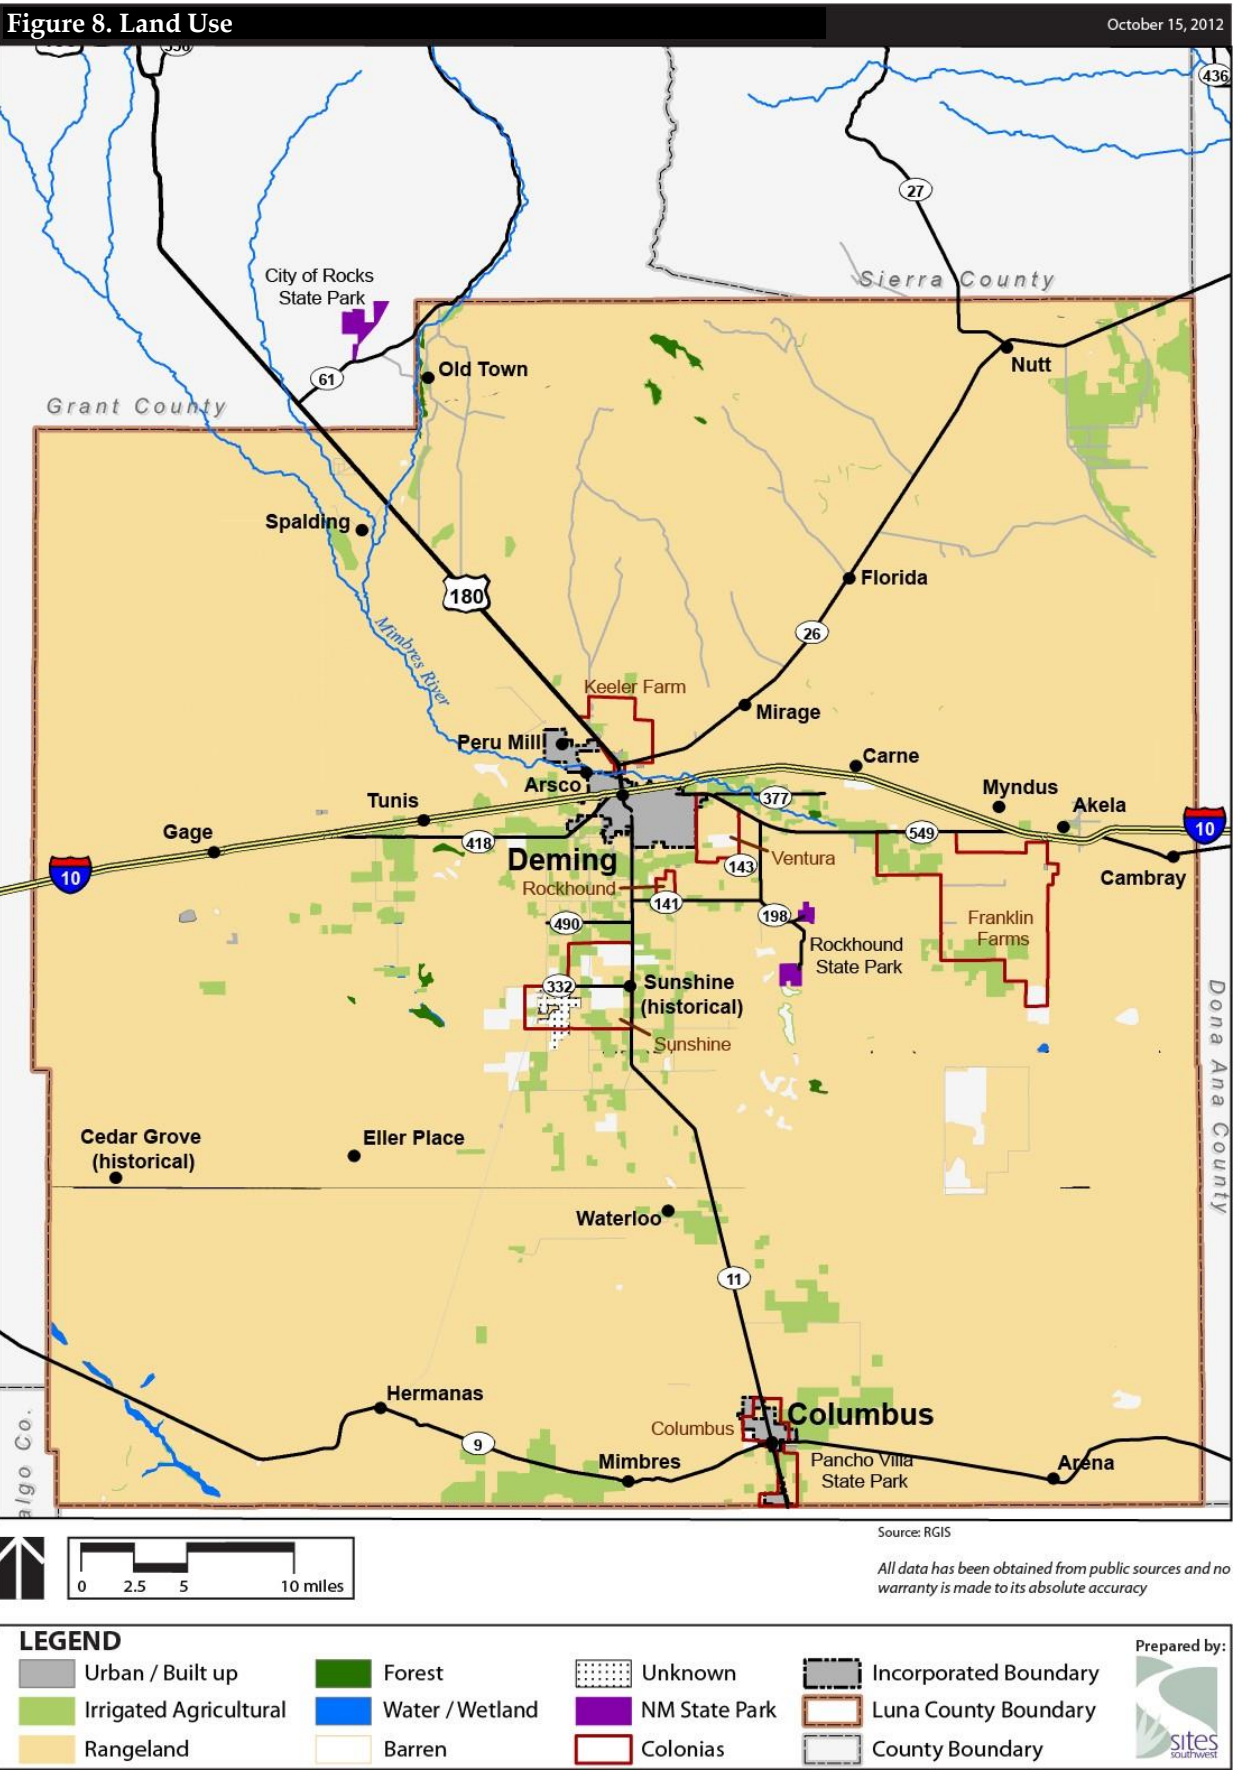 Figure 8. Land Use
October 15, 2012
436
27
City of Rocks
State Park
Sierra County
61
Old Town
Nutt
Grant County
Spalding
180
Florida
26
Mimbres River
Keeler Farm
Mirage
Peru Mill
Carne
Arsco
Myndus
Tunis
377
Akela
Gage
418
549
10
Deming
Ventura
143
10
Cambray
Rockhound
141
490
198
Franklin
Farms
Rockhound
State Park
332
Sunshine
(historical)
Sunshine
Dona Ana County
Cedar Grove
(historical)
Eller Place
Waterloo
11
Hermanas
Columbus
Columbus
9
Mimbres
Pancho Villa
State Park
Arena
algo Co.
Source: RGIS
0 2.5 5 10 miles
All data has been obtained from public sources and no
warranty is made to its absolute accuracy
LEGEND
Prepared by:
Urban / Built up
Forest
Unknown
Incorporated Boundary
Irrigated Agricultural
Water / Wetland
NM State Park
Luna County Boundary
Rangeland
Barren
Colonias
County Boundary
sites
southwest